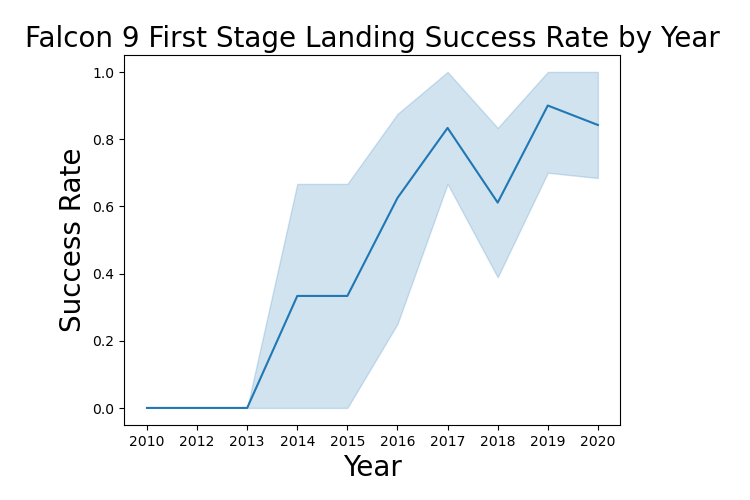 Falcon 9 First Stage Landing Success Rate by Year
1.0
0.8
0.6
0.4
0.2
0.0
Success Rate
2010 2012 2013 2014 2015 2016 2017 2018 2019 2020
Year